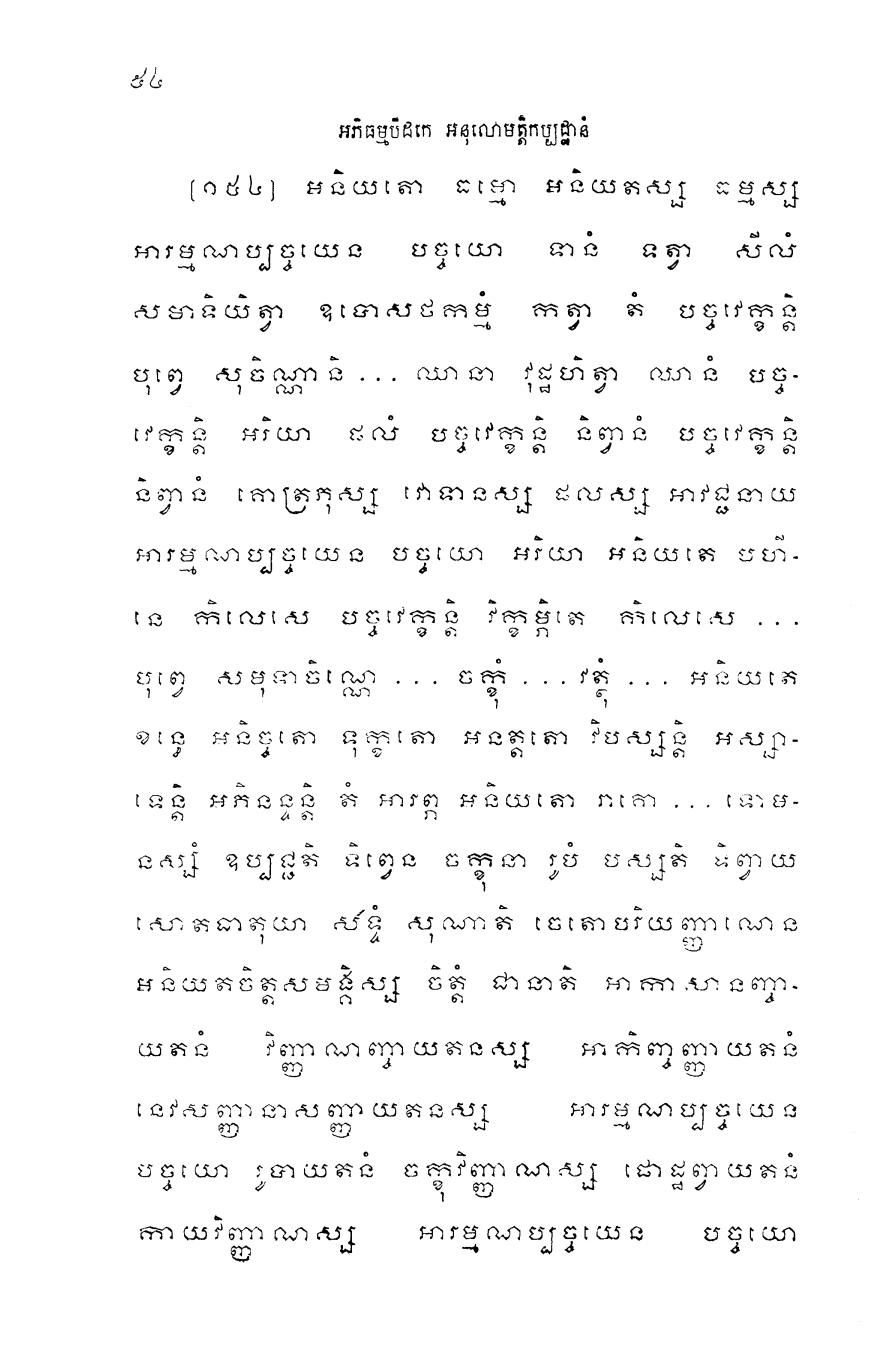 ៥៤
អភិធម្មបិដកេ អនុលោមត្តិកប្បដ្ឋានំ
[១៥៤] អនិយតោ ធម្មោ អនិយតស្ស ធម្មស្ស
អារម្មណប្បច្ចយេន បច្ចយោ ទានំ ទត្វា សីលំ
សមាទិយិត្វា ឧបោសថកម្មំ កត្វា តំ បច្ចវេក្ខន្តិ
បុព្វេ សុចិណ្ណានិ ... ឈានា វុដ្ឋហិត្វា ឈានំ បច្ច-
វេក្ខន្តិ អរិយា ផលំ បច្ចវេក្ខន្តិ និព្វានំ បច្ចវេក្ខន្តិ
និព្វានំ គោត្រភុស្ស វោទានស្ស ផលស្ស អាវជ្ជនាយ
អារម្មណប្បច្ចយេន បច្ចយោ អរិយា អនិយតេ បហី-
នេ កិលេសេ បច្ចវេក្ខន្តិ វិក្ខម្ភិតេ កិលេសេ ...
បុព្វេ សមុទាចិណ្ណេ ... ចក្ខុំ ... វត្ថុំ ... អនិយតេ
ខន្ធេ អនិច្ចតោ ទុក្ខតោ អនត្តតោ វិបស្សន្តិ អស្សា-
ទេន្តិ អភិនន្ទន្តិ តំ អារព្ភ អនិយតោ រាគោ ... ទោម-
នស្សំ ឧប្បជ្ជតិ ទិព្វេន ចក្ខុនា រូបំ បស្សតិ ទិព្វាយ
សោតធាតុយា សទ្ទំ សុណាតិ ចេតោបរិយញ្ញាណេន
អនិយតចិត្តសមង្គិស្ស ចិត្តំ ជានាតិ អាកាសានញ្ចា-
យតនំ វិញ្ញាណញ្ចាយតនស្ស អាកិញ្ចញ្ញាយតនំ
នេវសញ្ញានាសញ្ញាយតនស្ស អារម្មណប្បច្ចយេន
បច្ចយោ រូបាយតនំ ចក្ខុវិញ្ញាណស្ស ផោដ្ឋព្វាយតនំ
កាយវិញ្ញាណស្ស អារម្មណប្បច្ចយេន បច្ចយោ